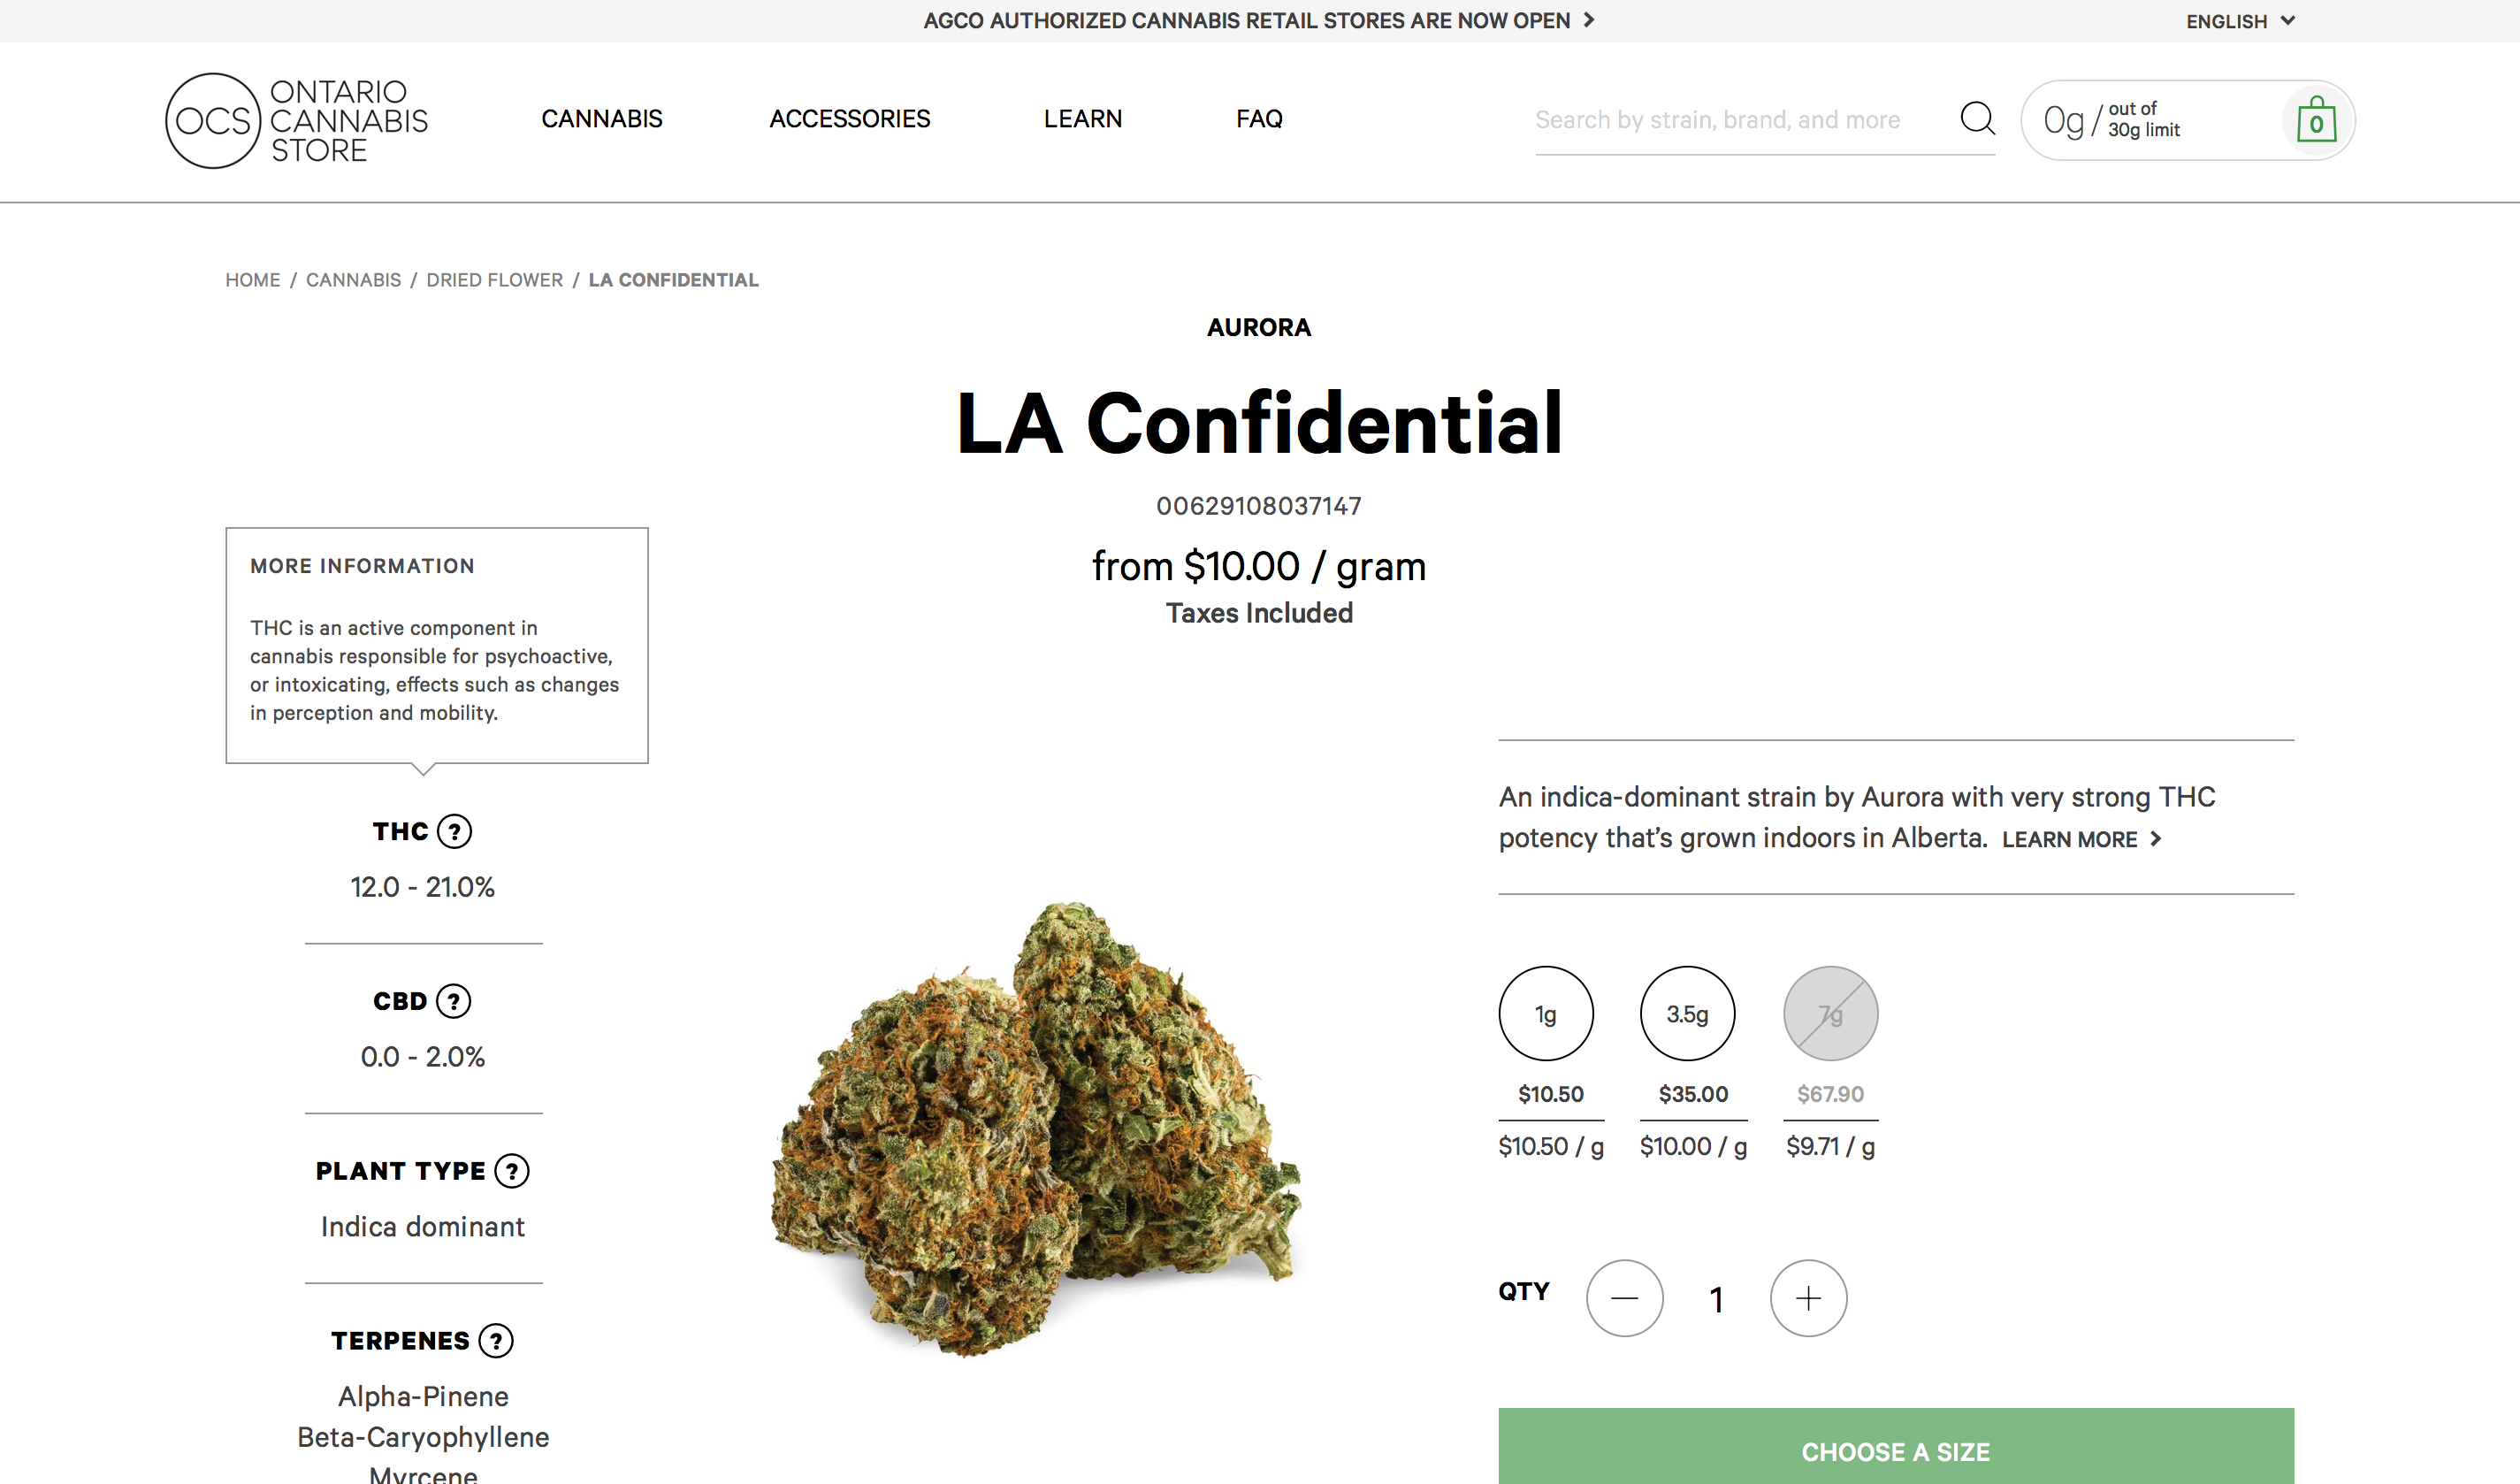 AGCO AUTHORIZED CANNABIS RETAIL STORES ARE NOW OPEN
ENGLISH
OCS
ONTARIO
CANNABIS
STORE
CANNABIS
ACCESSORIES
LEARN
FAQ
Search by strain, brand, and more
0g / out of
30g limit
0
HOME / CANNABIS / DRIED FLOWER / LA CONFIDENTIAL
AURORA
LA Confidential
00629108037147
from $10.00 / gram
Taxes Included
MORE INFORMATION
THC is an active component in
cannabis responsible for psychoactive,
or intoxicating, effects such as changes
in perception and mobility.
THC ?
12.0 - 21.0%
CBD ?
0.0 - 2.0%
PLANT TYPE ?
Indica dominant
TERPENES ?
Alpha-Pinene
Beta-Caryophyllene
Myrcene
An indica-dominant strain by Aurora with very strong THC
potency that’s grown indoors in Alberta. LEARN MORE
1g
3.5g
7g
$10.50
$35.00
$67.90
$10.50 / g
$10.00 / g
$9.71 / g
QTY
1
CHOOSE A SIZE